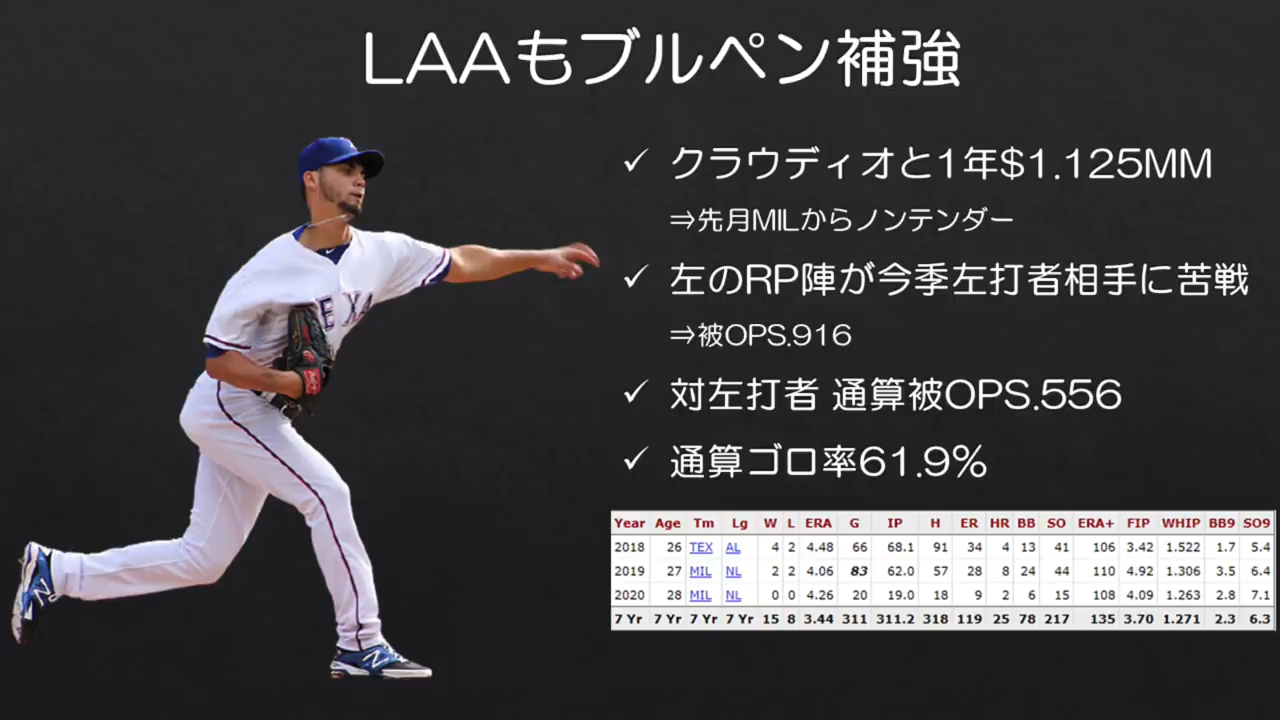 LAAもブルペン補強
✓ クラウディオと1年$1.125MM
⇒先月MILからノンテンダー
✓ 左のRP陣が今季左打者相手に苦戦
⇒被OPS.916
✓ 対左打者 通算被OPS.556
✓ 通算ゴロ率61.9%
Year Age Tm Lg W L ERA G IP H ER HR BB SO ERA+ FIP WHIP BB9 SO9
2018 26 TEX AL 4 2 4.48 66 68.1 91 34 4 13 41 106 3.42 1.522 1.7 5.4
2019 27 MIL NL 2 2 4.06 83 62.0 57 28 8 24 44 110 4.92 1.306 3.5 6.4
2020 28 MIL NL 0 0 4.26 20 19.0 18 9 2 6 15 108 4.09 1.263 2.8 7.1
7 Yr 7 Yr 7 Yr 7 Yr 15 8 3.44 311 311.2 318 119 25 78 217 135 3.70 1.271 2.3 6.3